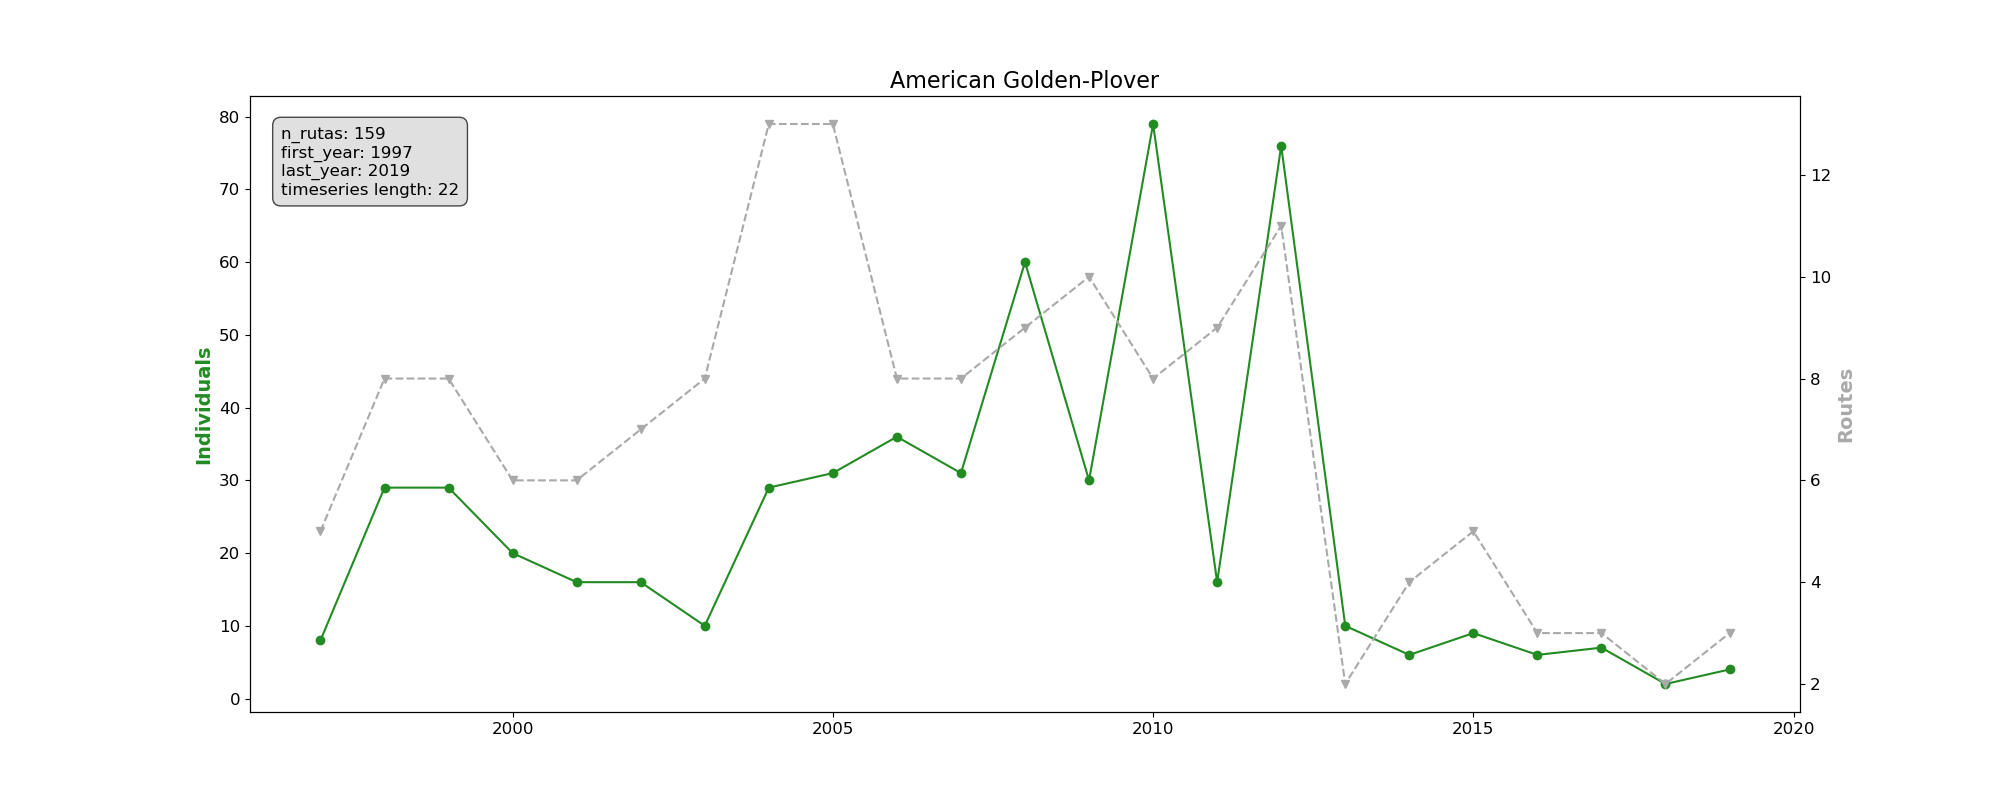 American Golden-Plover
n_rutas: 159
first_year: 1997
last_year: 2019
timeseries length: 22
80
70
60
50
40
30
20
10
0
Individuals
12
10
8
6
4
2
Routes
2000
2005
2010
2015
2020